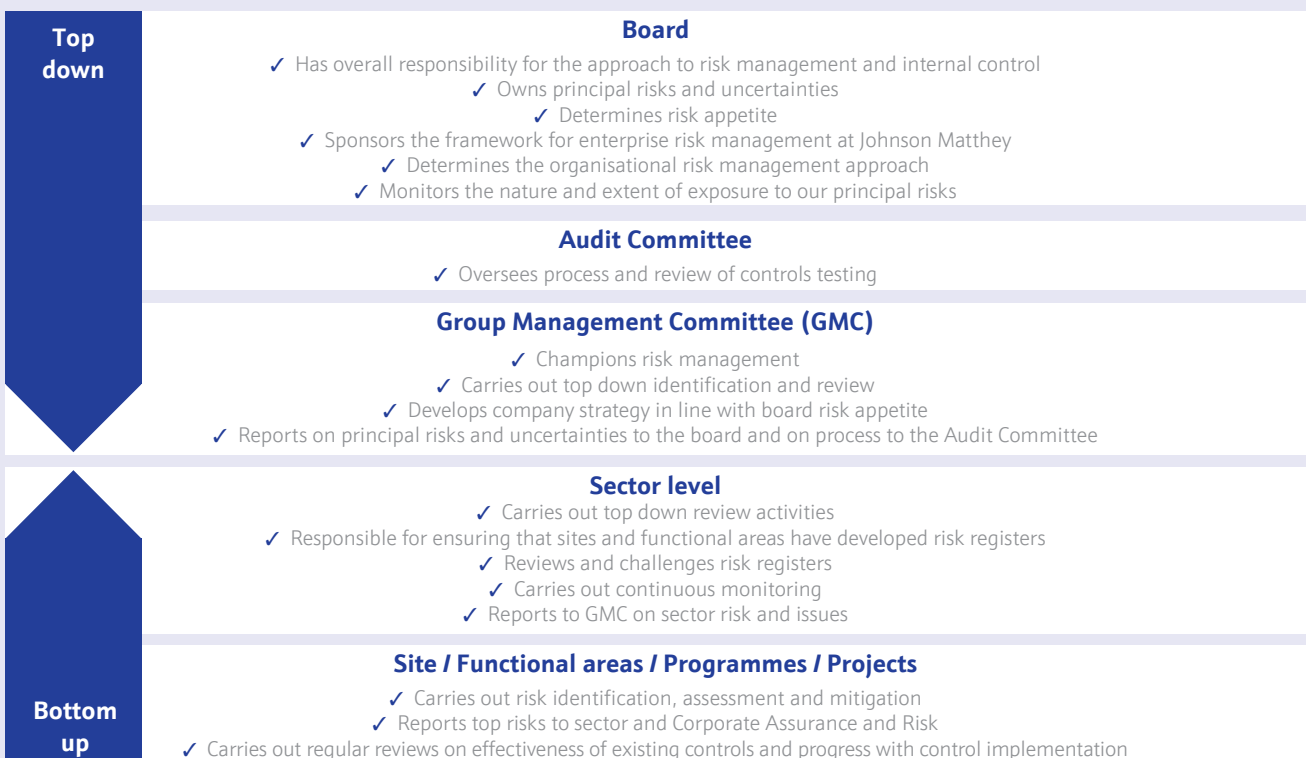 Top
down
Board
✓ Has overall responsibility for the approach to risk management and internal control
✓ Owns principal risks and uncertainties
✓ Determines risk appetite
✓ Sponsors the framework for enterprise risk management at Johnson Matthey
✓ Determines the organisational risk management approach
✓ Monitors the nature and extent of exposure to our principal risks
Audit Committee
✓ Oversees process and review of controls testing
Group Management Committee (GMC)
✓ Champions risk management
✓ Carries out top down identification and review
✓ Develops company strategy in line with board risk appetite
✓ Reports on principal risks and uncertainties to the board and on process to the Audit Committee
Sector level
✓ Carries out top down review activities
✓ Responsible for ensuring that sites and functional areas have developed risk registers
✓ Reviews and challenges risk registers
✓ Carries out continuous monitoring
✓ Reports to GMC on sector risk and issues
Bottom
up
Site / Functional areas / Programmes / Projects
✓ Carries out risk identification, assessment and mitigation
✓ Reports top risks to sector and Corporate Assurance and Risk
✓ Carries out regular reviews on effectiveness of existing controls and progress with control implementation